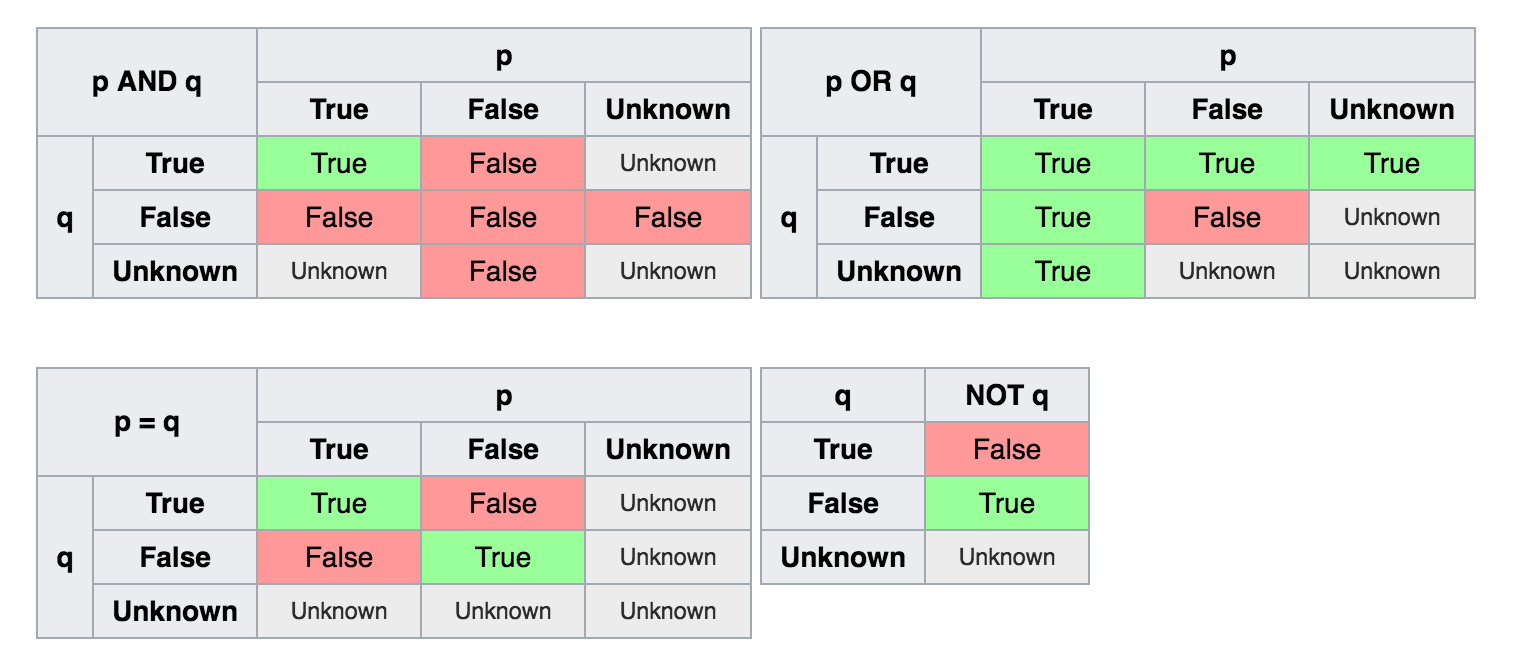 p AND q p
True False Unknown
q True True False Unknown
False False False False
Unknown Unknown False Unknown
p OR q p
True False Unknown
q True True True True
False True False Unknown
Unknown True Unknown Unknown
p = q p
True False Unknown
q True True False Unknown
False False True Unknown
Unknown Unknown Unknown Unknown
q NOT q
True False
False True
Unknown Unknown